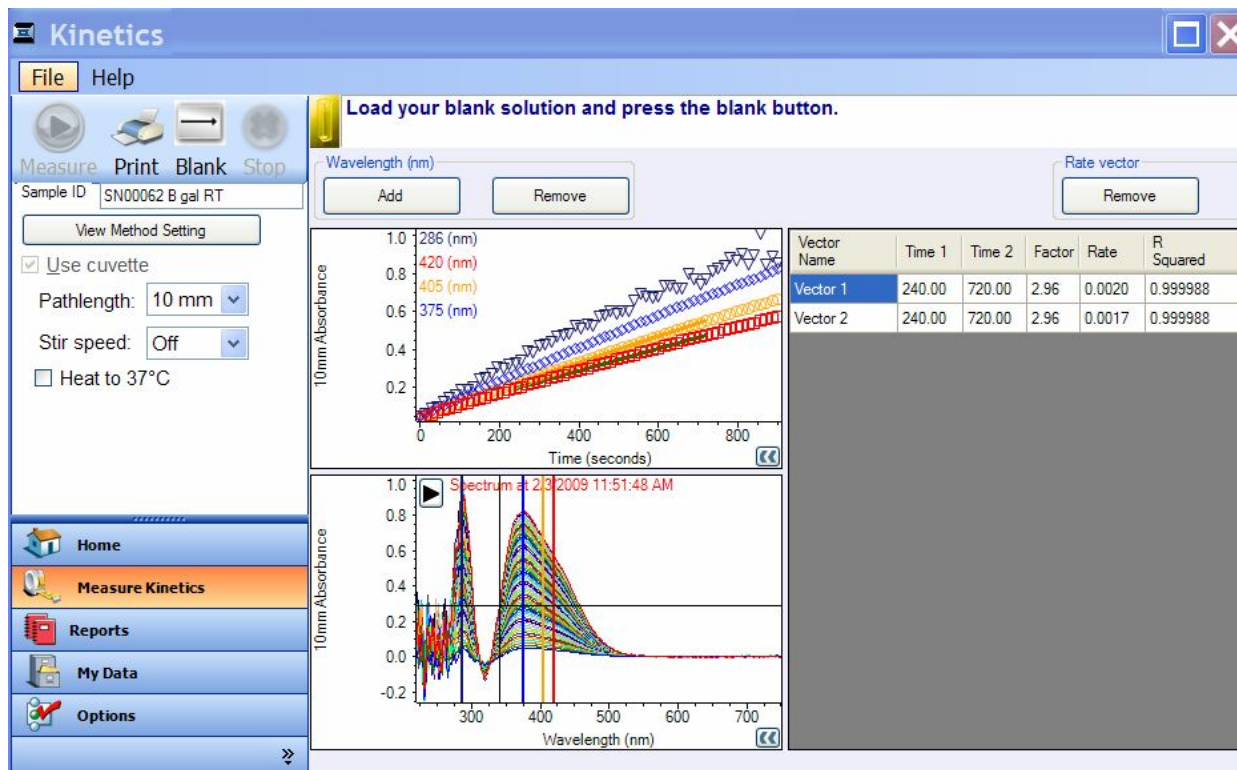 Kinetics
File Help
Load your blank solution and press the blank button.
Measure Print Blank Stop
Sample ID SN00062 B gal RT
View Method Setting
Use cuvette
Pathlength: 10 mm
Stir speed: Off
Heat to 37°C
Home
Measure Kinetics
Reports
My Data
Options
Wavelength (nm)
Add Remove
Rate vector
Remove
10mm Absorbance
1.0
0.8
0.6
0.4
0.2
286 (nm)
420 (nm)
405 (nm)
375 (nm)
0 200 400 600 800
Time (seconds)
Spectrum at 2/3/2009 11:51:48 AM
10mm Absorbance
1.0
0.8
0.6
0.4
0.2
0.0
-0.2
300 400 500 600 700
Wavelength (nm)
Vector Name Time 1 Time 2 Factor Rate R Squared
Vector 1 240.00 720.00 2.96 0.0020 0.999988
Vector 2 240.00 720.00 2.96 0.0017 0.999988